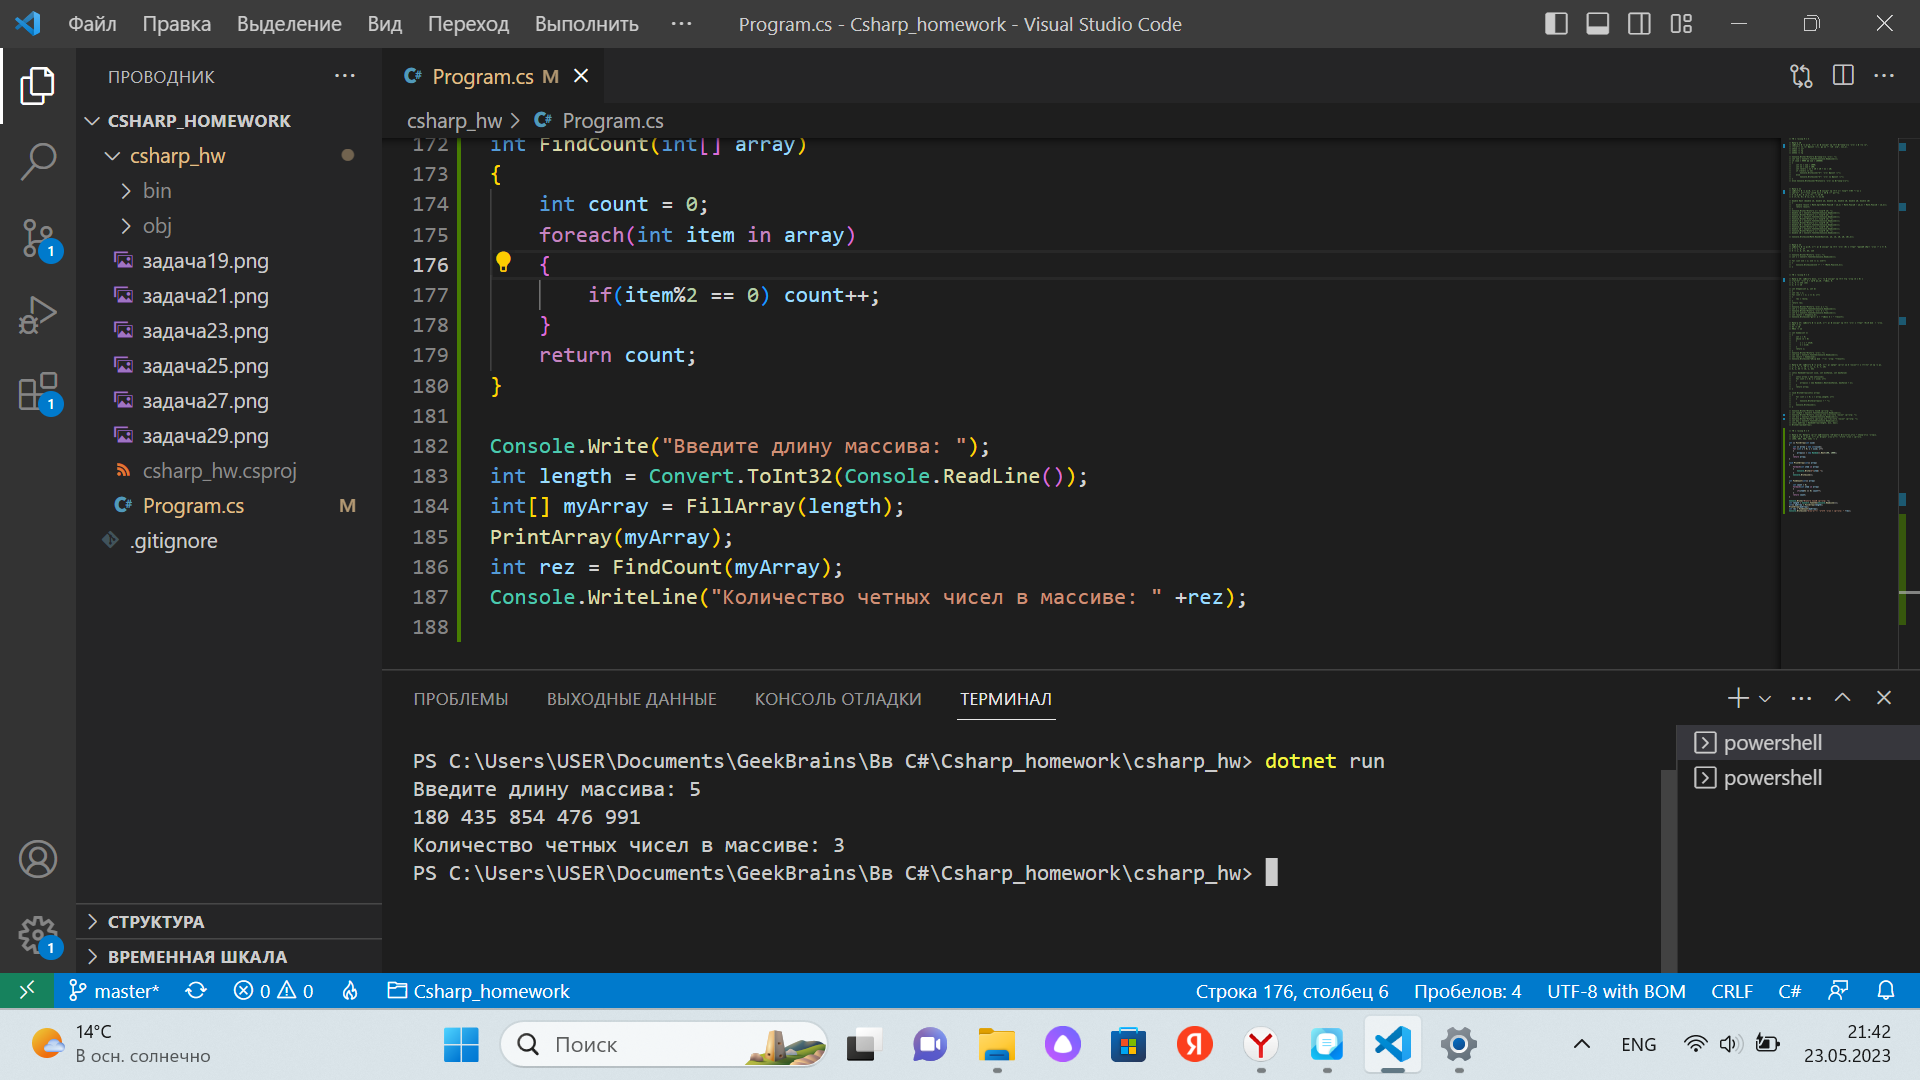 Файл Правка Выделение Вид Переход Выполнить ··· Program.cs - Csharp_homework - Visual Studio Code
ПРОВОДНИК ···
CSHARP_HOMEWORK
csharp_hw
bin
obj
задача19.png
задача21.png
задача23.png
задача25.png
задача27.png
задача29.png
csharp_hw.csproj
Program.cs M
.gitignore
СТРУКТУРА
ВРЕМЕННАЯ ШКАЛА
1
1
1
Program.cs M
csharp_hw > Program.cs
172 int FindCount(int[] array)
173 {
174 int count = 0;
175 foreach(int item in array)
176 {
177 if(item%2 == 0) count++;
178 }
179 return count;
180 }
181
182 Console.Write("Введите длину массива: ");
183 int length = Convert.ToInt32(Console.ReadLine());
184 int[] myArray = FillArray(length);
185 PrintArray(myArray);
186 int rez = FindCount(myArray);
187 Console.WriteLine("Количество четных чисел в массиве: " +rez);
188
ПРОБЛЕМЫ ВЫХОДНЫЕ ДАННЫЕ КОНСОЛЬ ОТЛАДКИ ТЕРМИНАЛ
PS C:\Users\USER\Documents\GeekBrains\Вв C#\Csharp_homework\csharp_hw> dotnet run
Введите длину массива: 5
180 435 854 476 991
Количество четных чисел в массиве: 3
PS C:\Users\USER\Documents\GeekBrains\Вв C#\Csharp_homework\csharp_hw>
powershell
powershell
master* 0 0 Csharp_homework Строка 176, столбец 6 Пробелов: 4 UTF-8 with BOM CRLF C#
14°C
В осн. солнечно
Поиск
ENG
21:42
23.05.2023